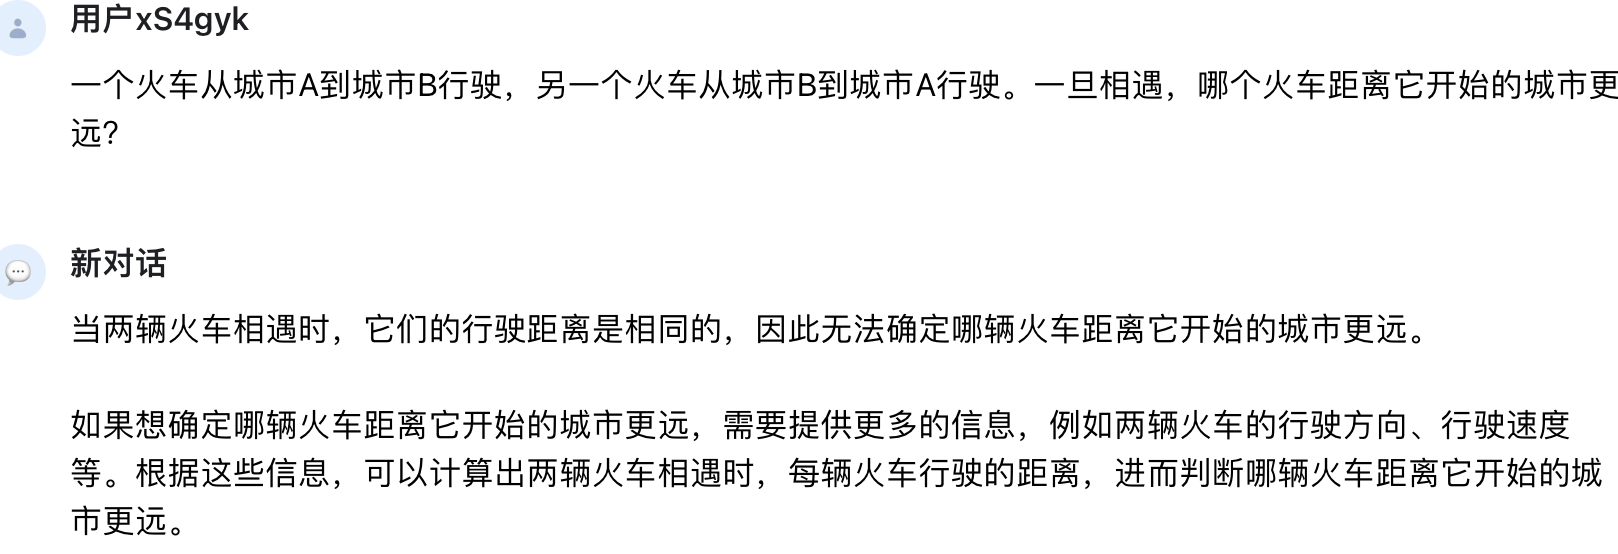 用户xS4gyk
一个火车从城市A到城市B行驶，另一个火车从城市B到城市A行驶。一旦相遇，哪个火车距离它开始的城市更
远?
新对话
当两辆火车相遇时，它们的行驶距离是相同的，因此无法确定哪辆火车距离它开始的城市更远。
如果想确定哪辆火车距离它开始的城市更远，需要提供更多的信息，例如两辆火车的行驶方向、行驶速度
等。根据这些信息，可以计算出两辆火车相遇时，每辆火车行驶的距离，进而判断哪辆火车距离它开始的城
市更远。